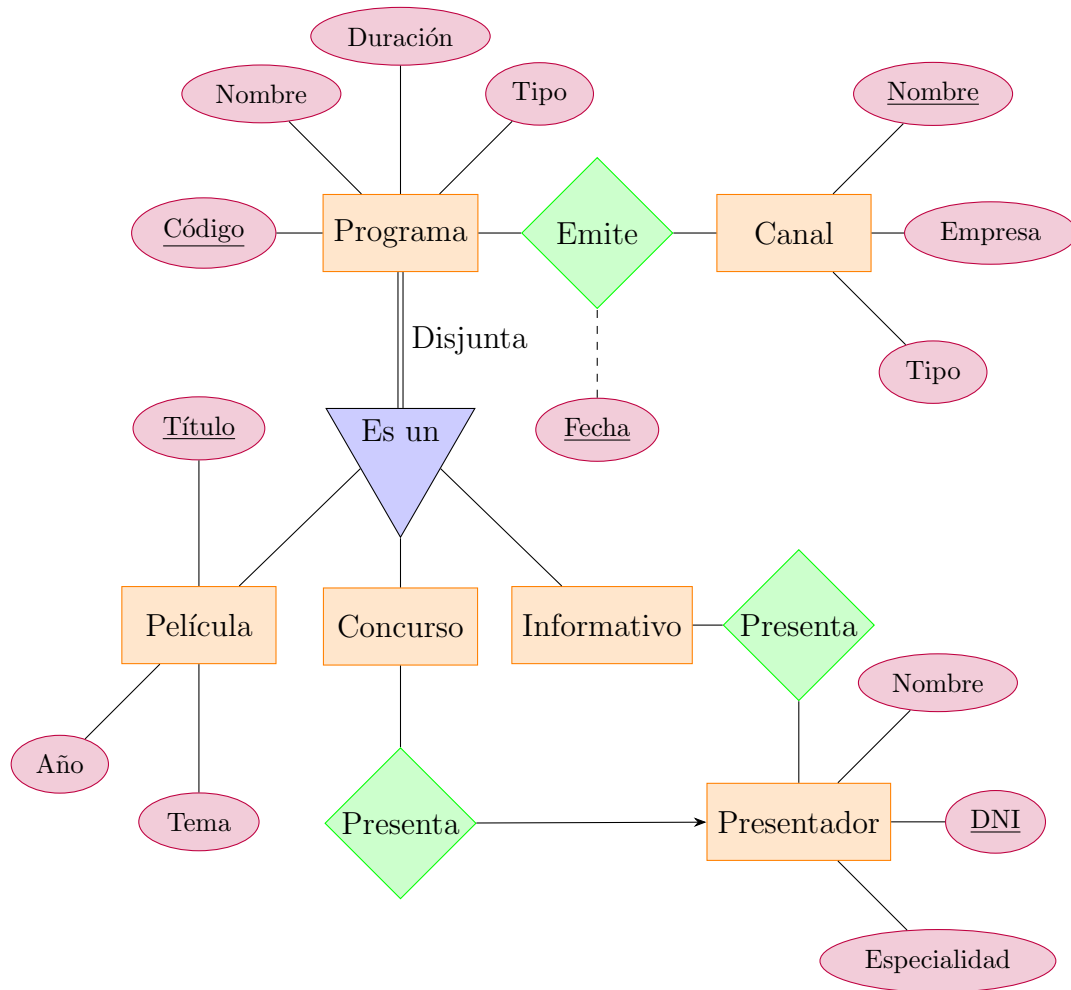 Duración
Nombre
Tipo
Nombre
Código
Programa
Emite
Canal
Empresa
Disjunta
Tipo
Título
Es un
Fecha
Película
Concurso
Informativo
Presenta
Nombre
Año
Tema
Presenta
Presentador
DNI
Especialidad